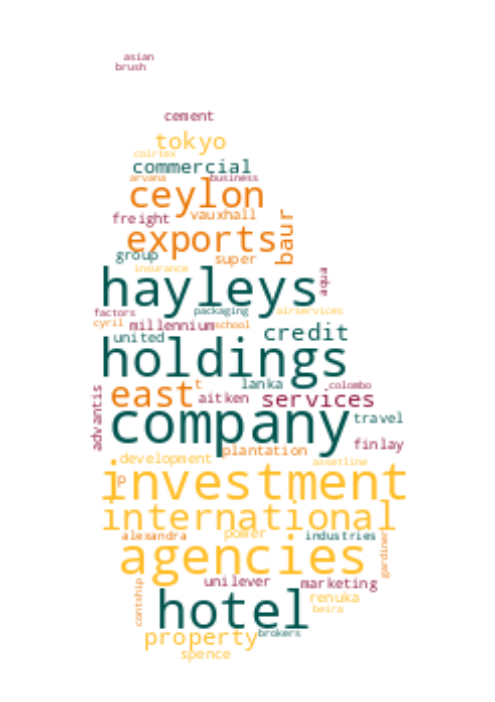 asian
brush
cement
tokyo
coirtex
commercial
arvana business
ceylon
freight vauxhall
exports baur
group super
insurance
hayleys aqua
factors packaging airservices
cyril millennium school
united credit
holdings
lanka colombo
east t aitken services
advantis
company travel
finlay
plantation
development assetline
investment
p
international
alexandra power industries
agencies gardiner
unilever marketing
contship
hotel renuka
beira
property brokers
spence